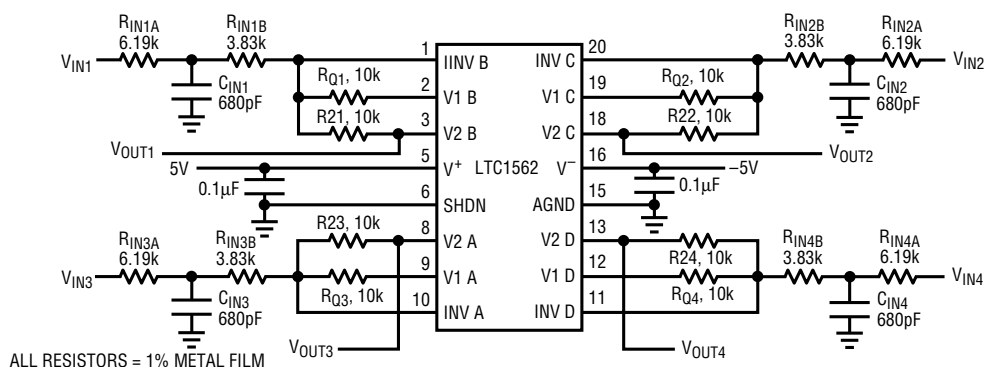 RIN1A
6.19k
RIN1B
3.83k
VIN1
CIN1
680pF
RQ1, 10k
R21, 10k
VOUT1
5V
0.1µF
1
IINV B
2
V1 B
3
V2 B
5
V+
6
SHDN
8
V2 A
9
V1 A
10
INV A
LTC1562
20
INV C
19
V1 C
18
V2 C
16
V−
15
AGND
13
V2 D
12
V1 D
11
INV D
RIN2B
3.83k
RIN2A
6.19k
VIN2
CIN2
680pF
RQ2, 10k
R22, 10k
VOUT2
−5V
0.1µF
RIN3A
6.19k
RIN3B
3.83k
VIN3
CIN3
680pF
R23, 10k
RQ3, 10k
VOUT3
R24, 10k
RQ4, 10k
RIN4B
3.83k
RIN4A
6.19k
VIN4
CIN4
680pF
VOUT4
ALL RESISTORS = 1% METAL FILM